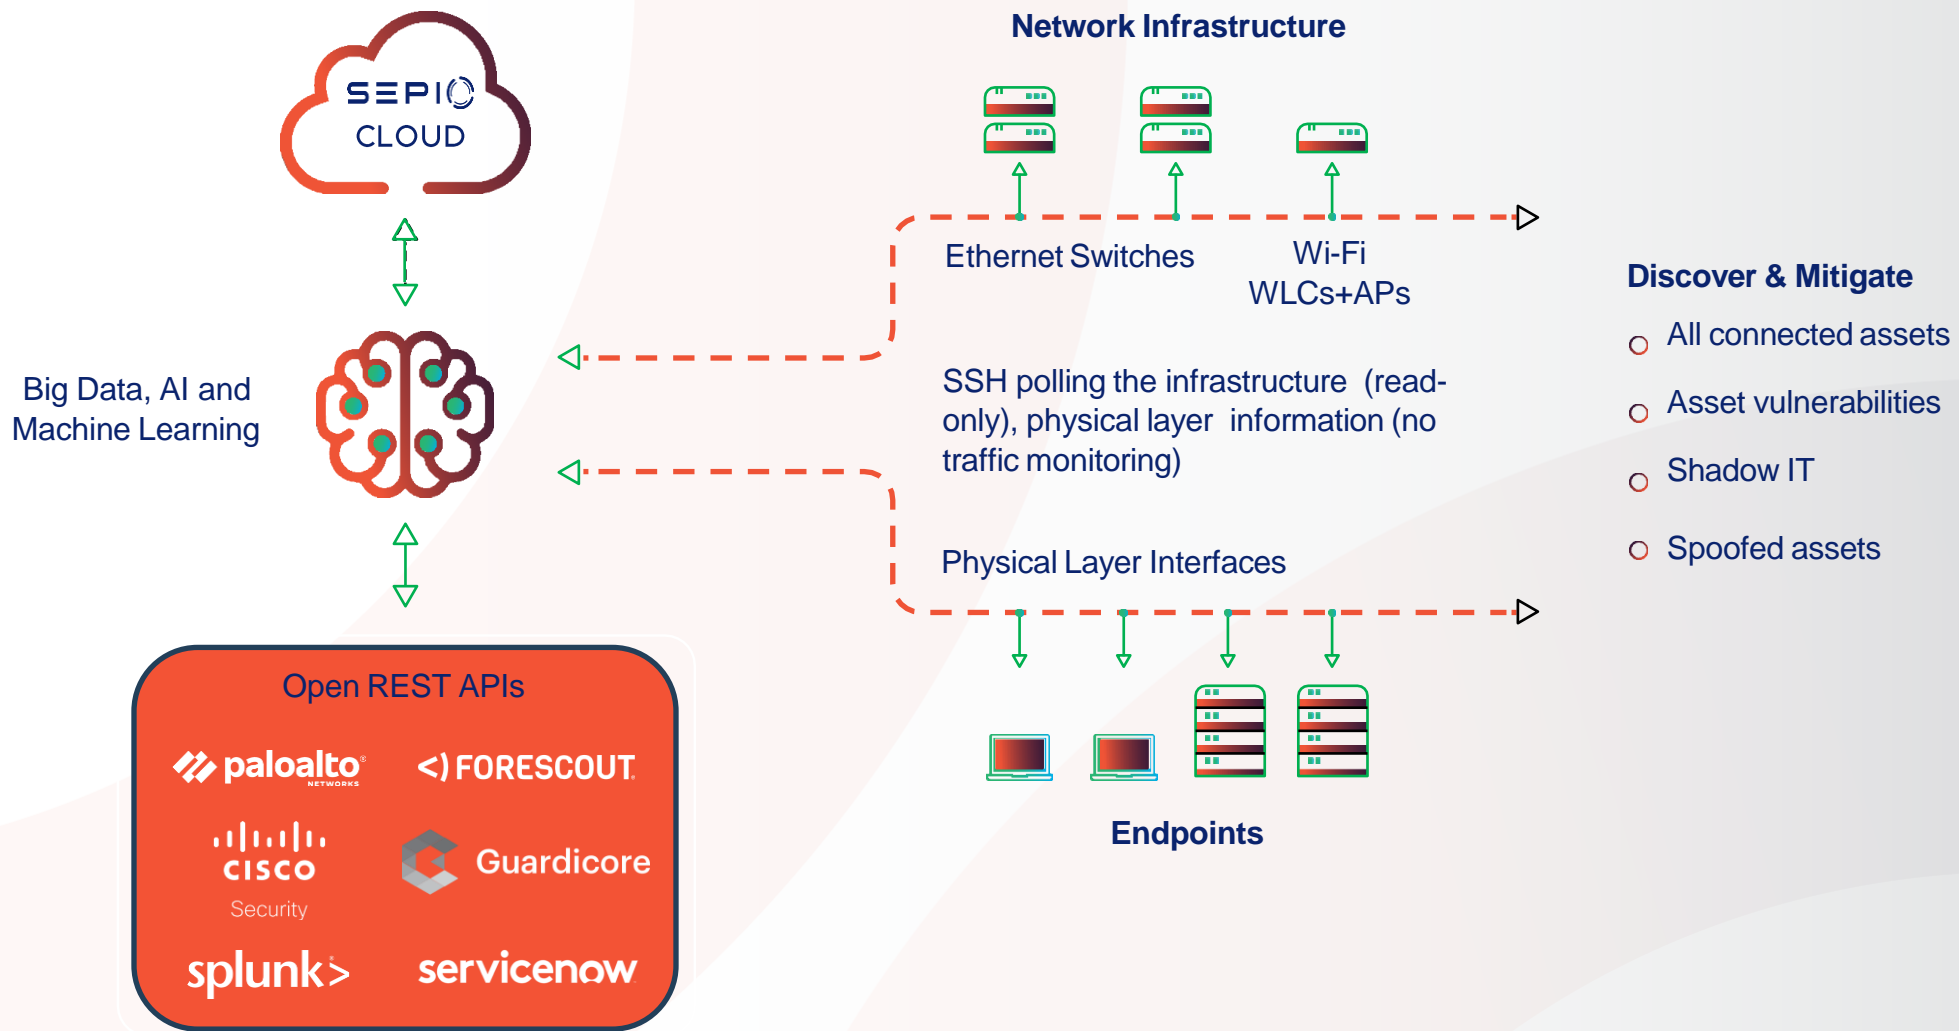 SEPIO
CLOUD
Big Data, AI and
Machine Learning
Open REST APIs
paloalto®
NETWORKS
FORESCOUT.
CISCO
Security
Guardicore
splunk>
servicenow
Network Infrastructure
Ethernet Switches
Wi-Fi
WLCs+APs
SSH polling the infrastructure (read-
only), physical layer information (no
traffic monitoring)
Physical Layer Interfaces
Endpoints
Discover & Mitigate
All connected assets
Asset vulnerabilities
Shadow IT
Spoofed assets